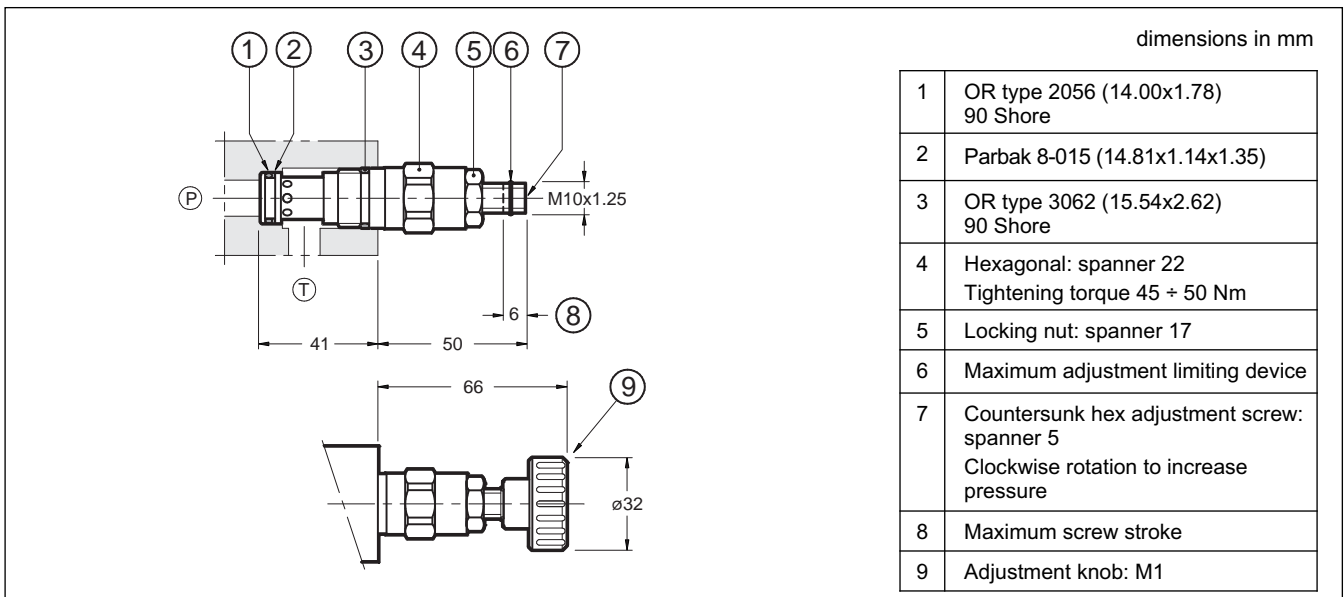 dimensions in mm
1 2 3 4 5 6 7
P
M10x1.25
T
6
8
41
50
66
9
ø32
1 OR type 2056 (14.00x1.78)
90 Shore
2 Parbak 8-015 (14.81x1.14x1.35)
3 OR type 3062 (15.54x2.62)
90 Shore
4 Hexagonal: spanner 22
Tightening torque 45 ÷ 50 Nm
5 Locking nut: spanner 17
6 Maximum adjustment limiting device
7 Countersunk hex adjustment screw:
spanner 5
Clockwise rotation to increase
pressure
8 Maximum screw stroke
9 Adjustment knob: M1